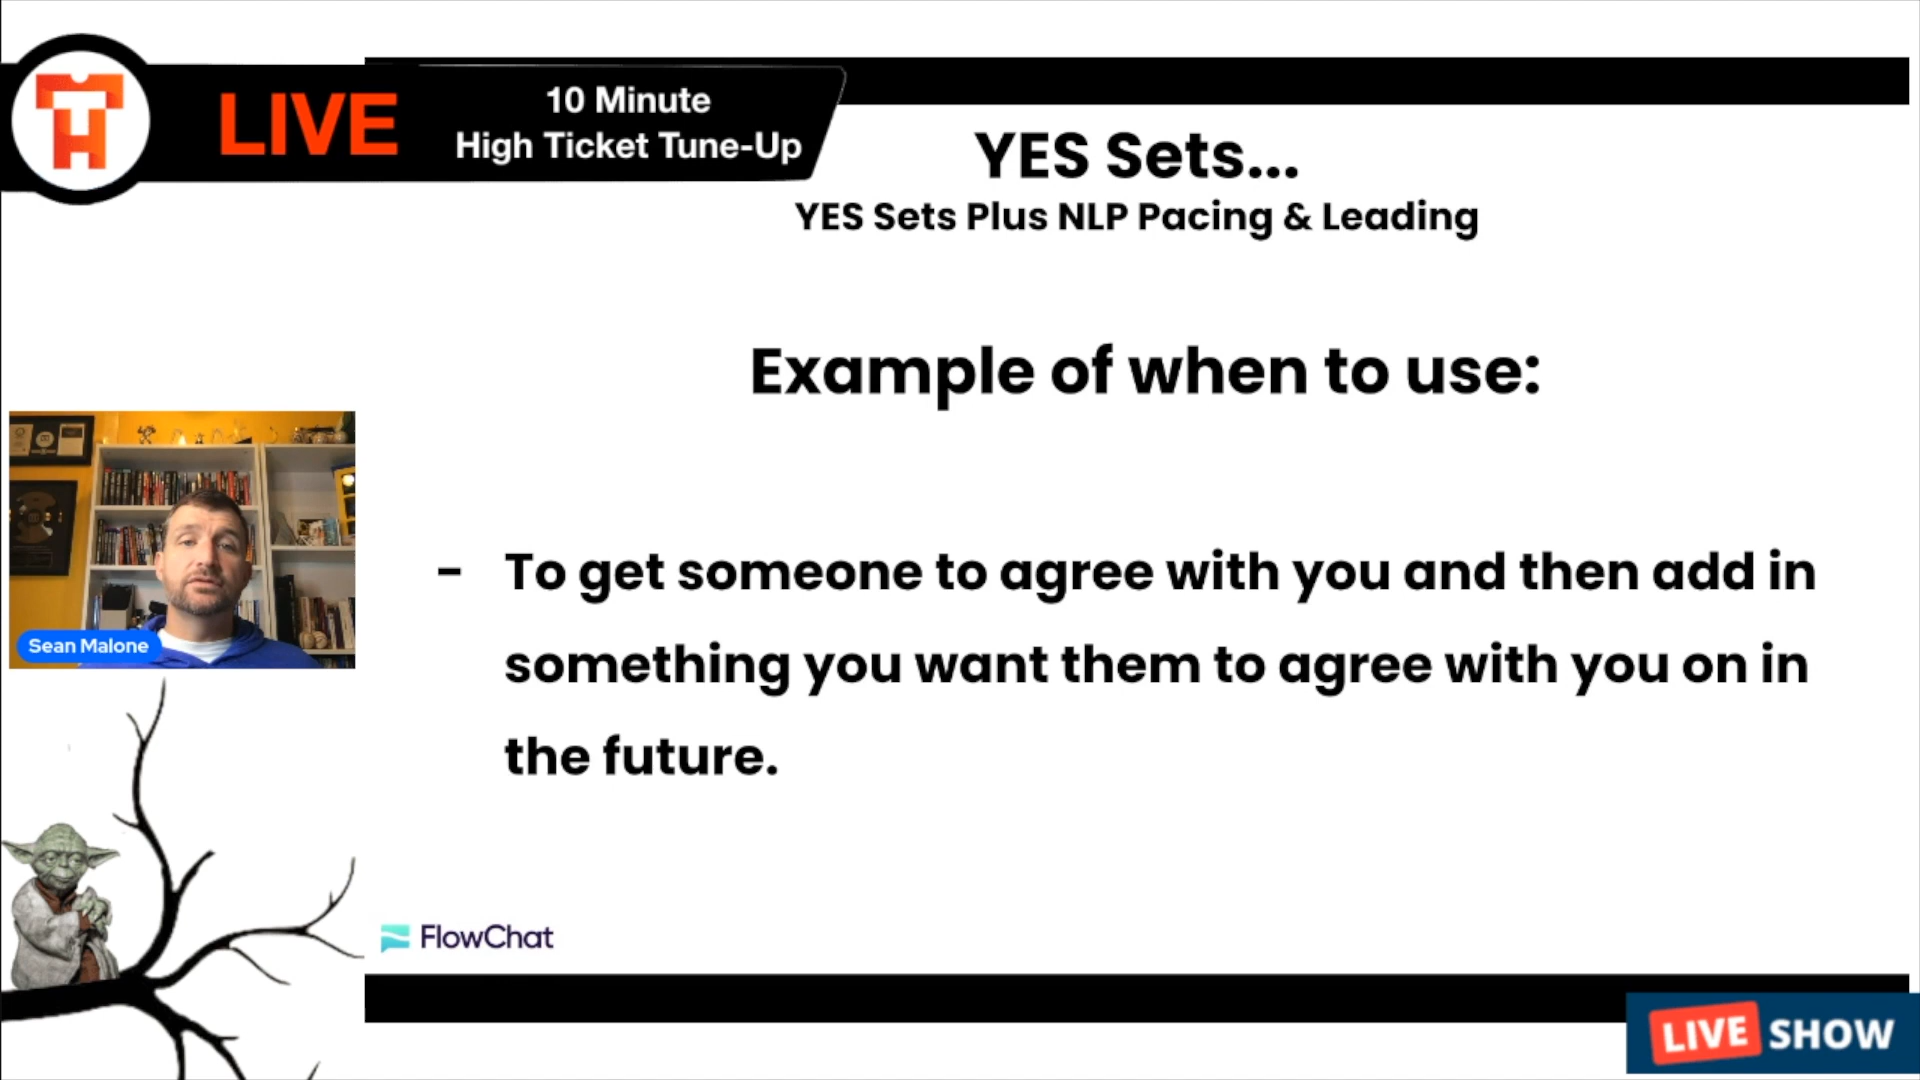 LIVE
10 Minute
High Ticket Tune-Up
YES Sets...
YES Sets Plus NLP Pacing & Leading
Example of when to use:
- To get someone to agree with you and then add in
something you want them to agree with you on in
the future.
Sean Malone
FlowChat
LIVE SHOW